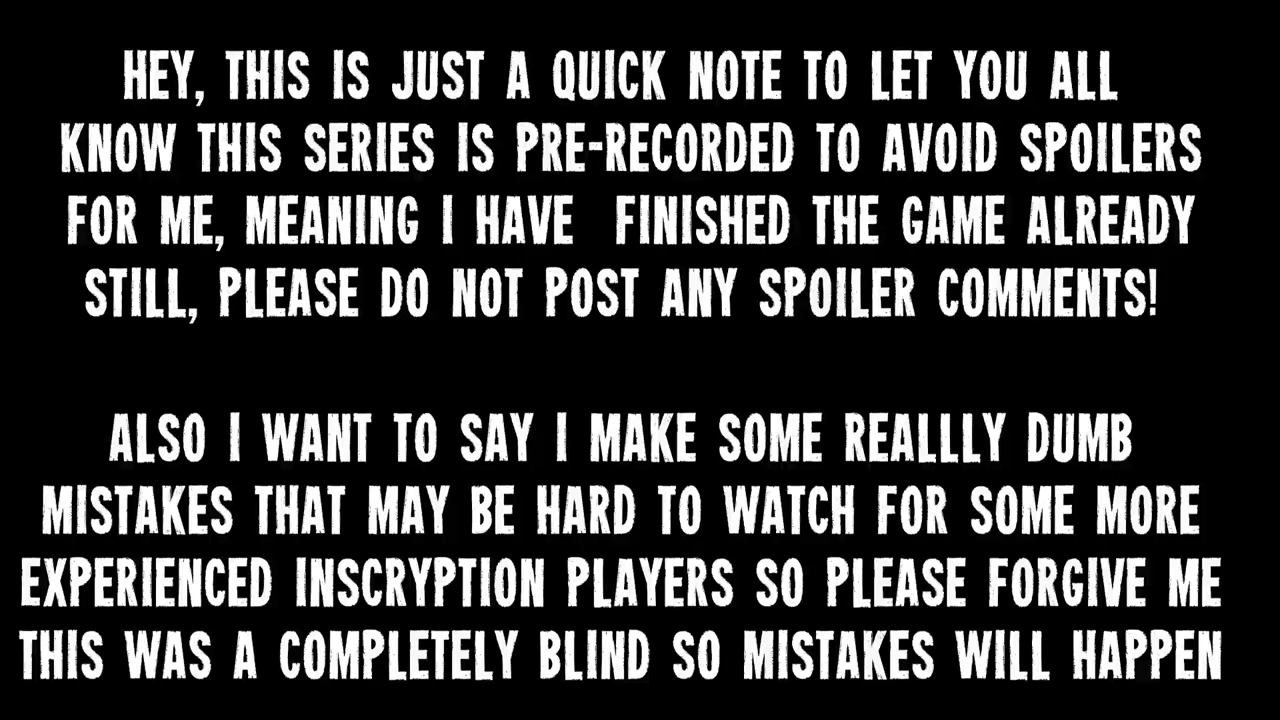 HEY, THIS IS JUST A QUICK NOTE TO LET YOU ALL
KNOW THIS SERIES IS PRE-RECORDED TO AVOID SPOILERS
FOR ME, MEANING I HAVE FINISHED THE GAME ALREADY
STILL, PLEASE DO NOT POST ANY SPOILER COMMENTS!
ALSO I WANT TO SAY I MAKE SOME REALLLY DUMB
MISTAKES THAT MAY BE HARD TO WATCH FOR SOME MORE
EXPERIENCED INSCRYPTION PLAYERS SO PLEASE FORGIVE ME
THIS WAS A COMPLETELY BLIND SO MISTAKES WILL HAPPEN